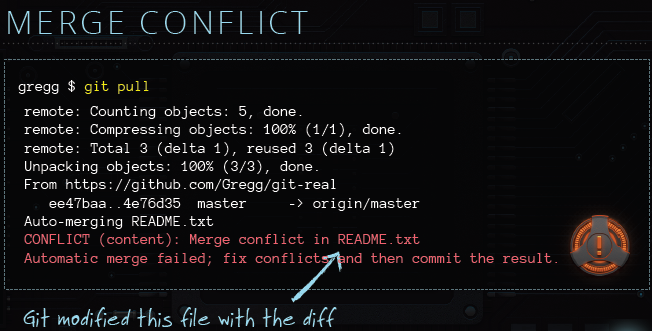 MERGE CONFLICT
gregg $ git pull
remote: Counting objects: 5, done.
remote: Compressing objects: 100% (1/1), done.
remote: Total 3 (delta 1), reused 3 (delta 1)
Unpacking objects: 100% (3/3), done.
From https://github.com/Gregg/git-real
ee47baa..4e76d35  master     -> origin/master
Auto-merging README.txt
CONFLICT (content): Merge conflict in README.txt
Automatic merge failed; fix conflicts and then commit the result.
Git modified this file with the diff